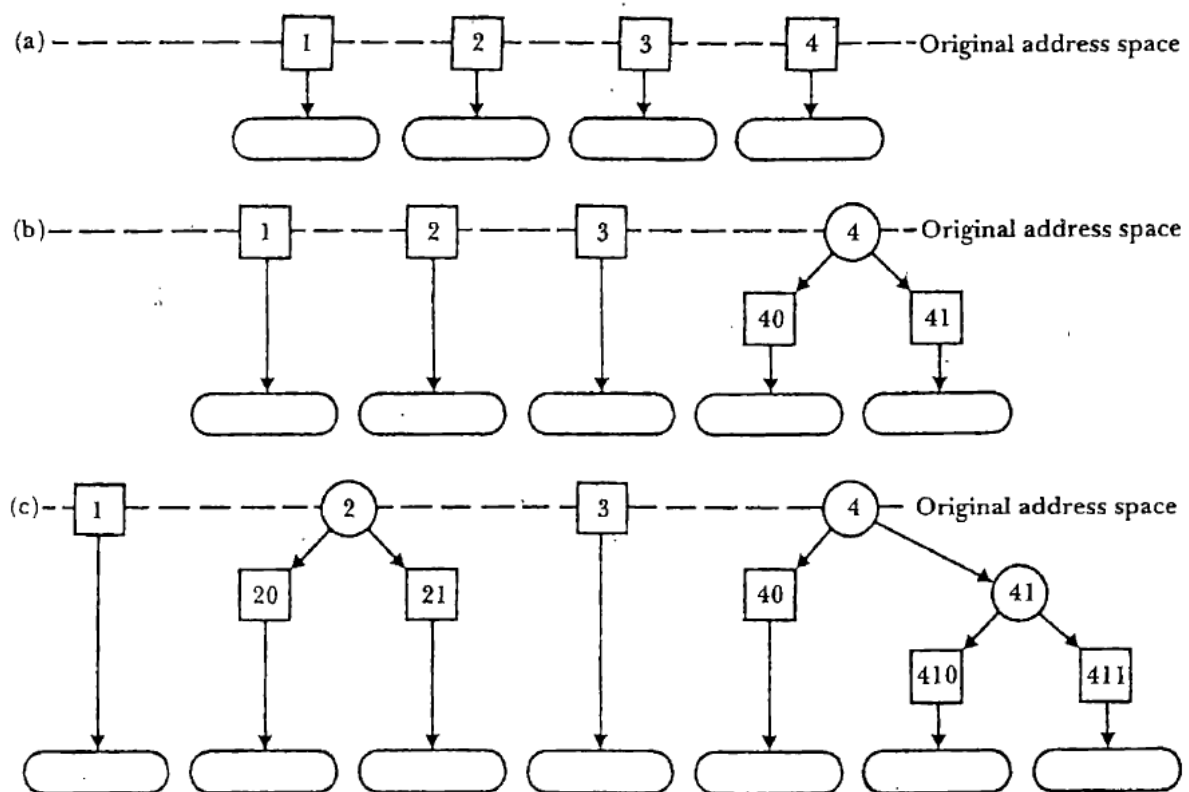 (a) 1 2 3 4 Original address space
(b) 1 2 3 4 Original address space
40 41
(c) 1 2 3 4 Original address space
20 21 40 41
410 411